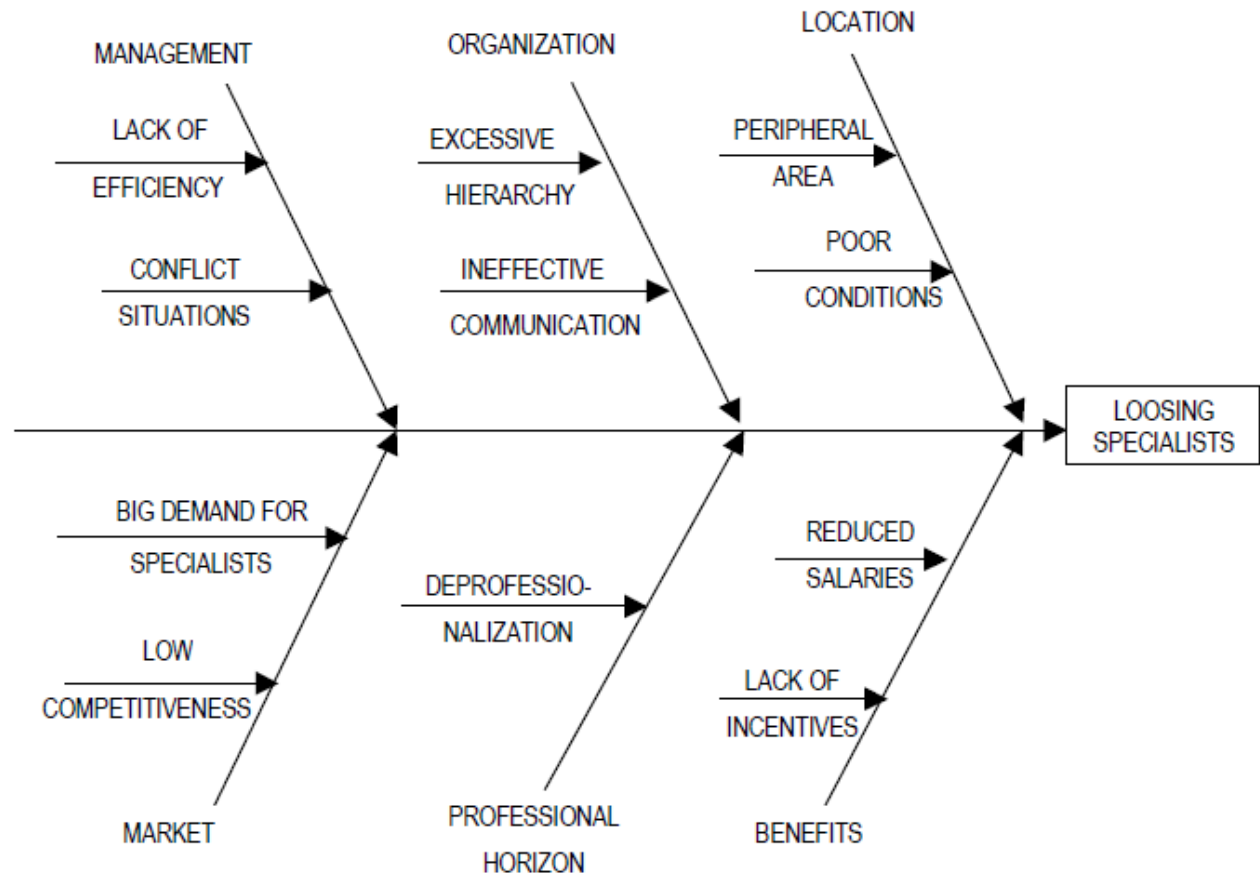 MANAGEMENT
LACK OF
EFFICIENCY
CONFLICT
SITUATIONS
ORGANIZATION
EXCESSIVE
HIERARCHY
INEFFECTIVE
COMMUNICATION
LOCATION
PERIPHERAL
AREA
POOR
CONDITIONS
LOOSING
SPECIALISTS
BIG DEMAND FOR
SPECIALISTS
LOW
COMPETITIVENESS
MARKET
DEPROFESSIO-
NALIZATION
PROFESSIONAL
HORIZON
REDUCED
SALARIES
LACK OF
INCENTIVES
BENEFITS